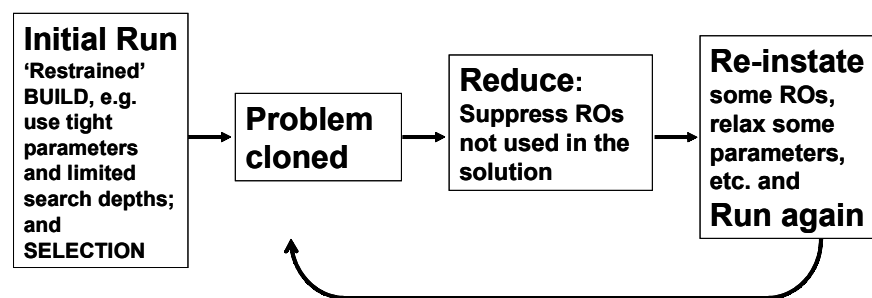 Initial Run
‘Restrained’
BUILD, e.g.
use tight
parameters
and limited
search depths;
and
SELECTION
Problem
cloned
Reduce:
Suppress ROs
not used in the
solution
Re-instate
some ROs,
relax some
parameters,
etc. and
Run again